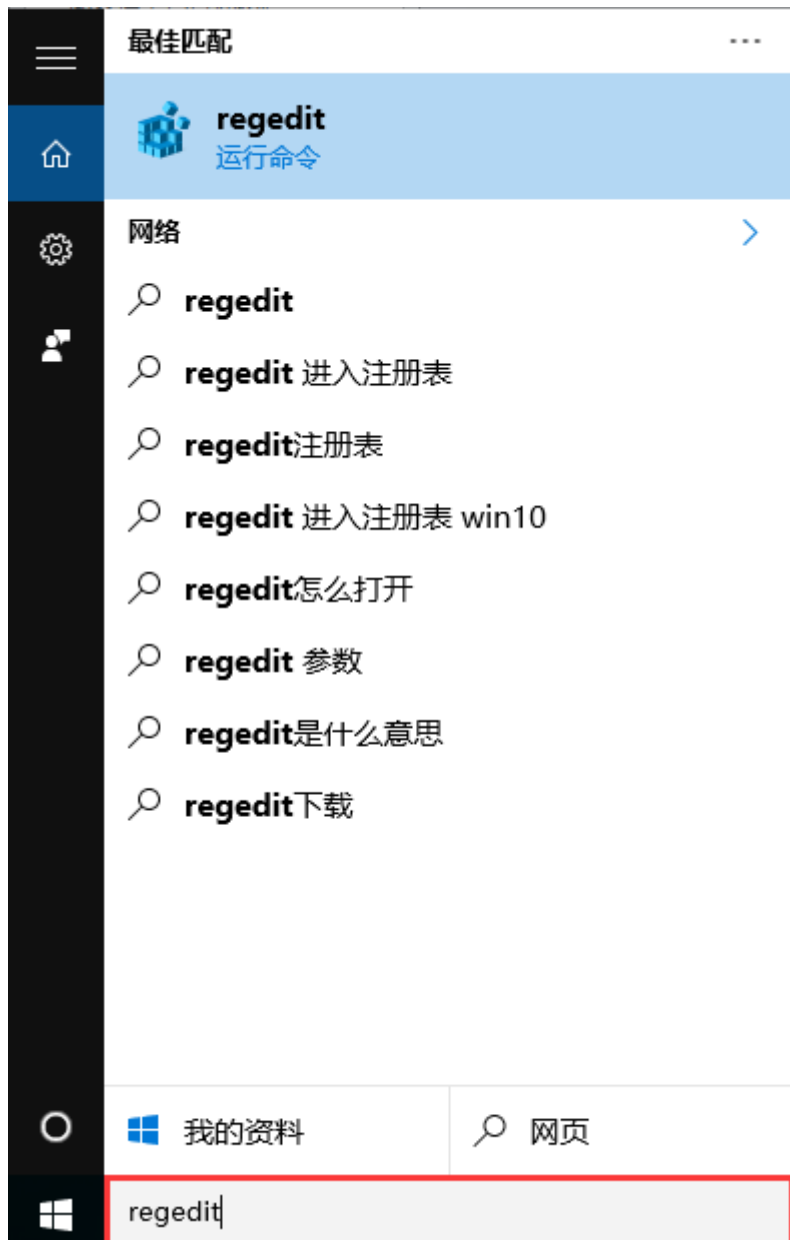 最佳匹配
regedit
运行命令
网络
regedit
regedit 进入注册表
regedit注册表
regedit 进入注册表 win10
regedit怎么打开
regedit 参数
regedit是什么意思
regedit下载
我的资料
网页
regedit